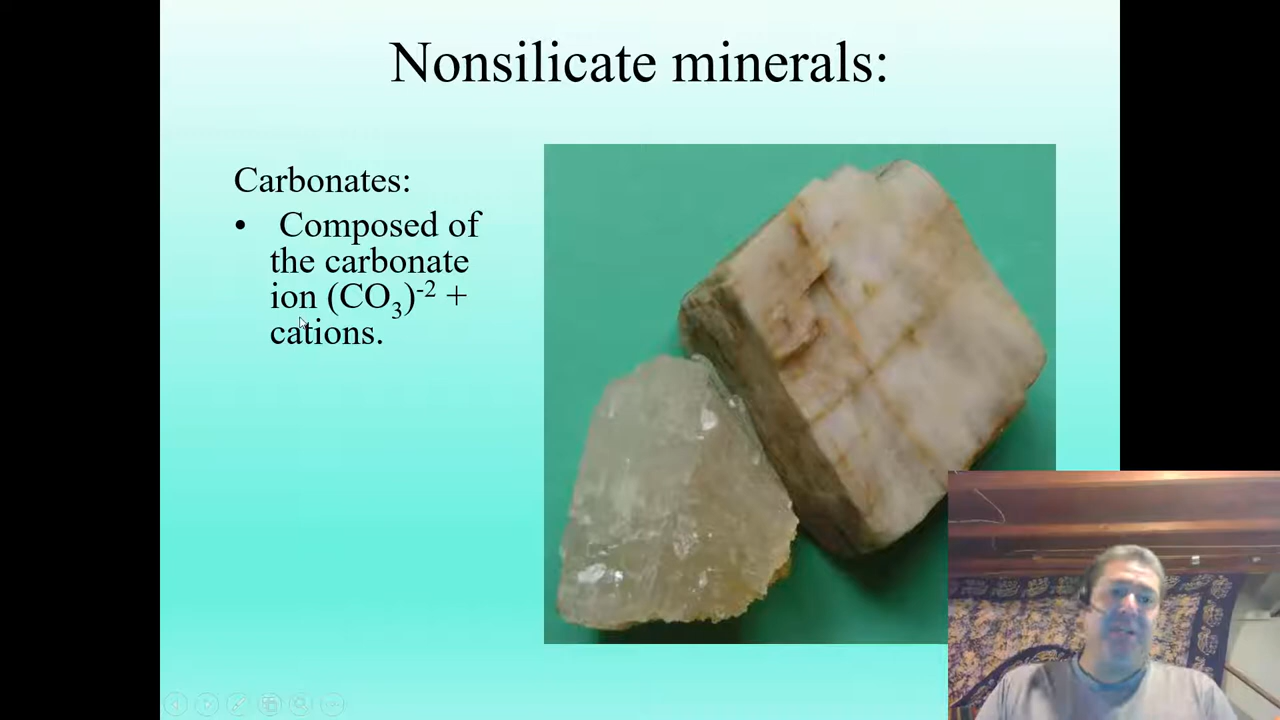 Nonsilicate minerals:
Carbonates:
• Composed of
the carbonate
ion (CO₃)⁻² +
cations.